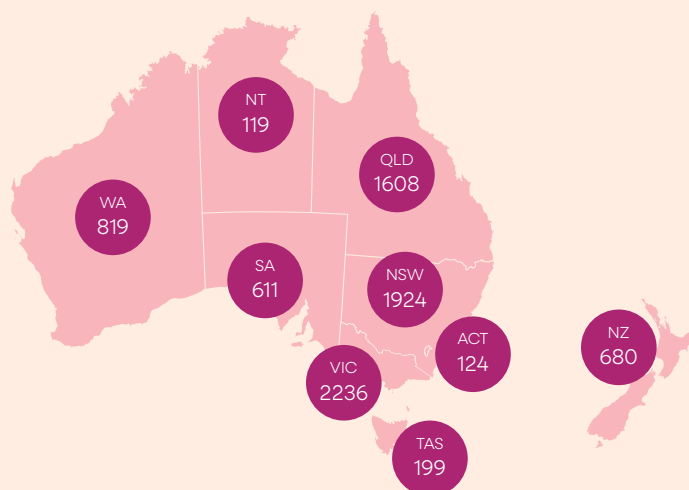 NT
119
QLD
1608
WA
819
SA
611
NSW
1924
ACT
124
NZ
680
VIC
2236
TAS
199